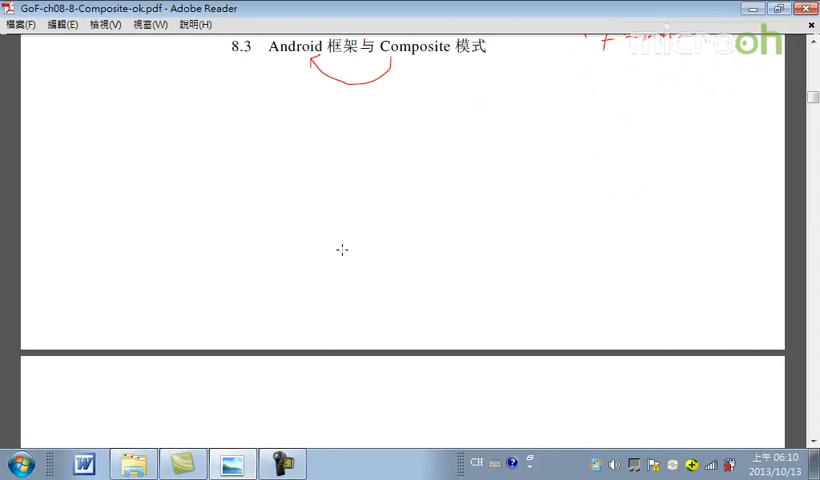 GoF-ch08-8-Composite-ok.pdf - Adobe Reader
檔案(F) 編輯(E) 檢視(V) 視窗(W) 說明(H)
microoh
8.3 Android 框架与 Composite 模式
CH
上午 06:10
2013/10/13